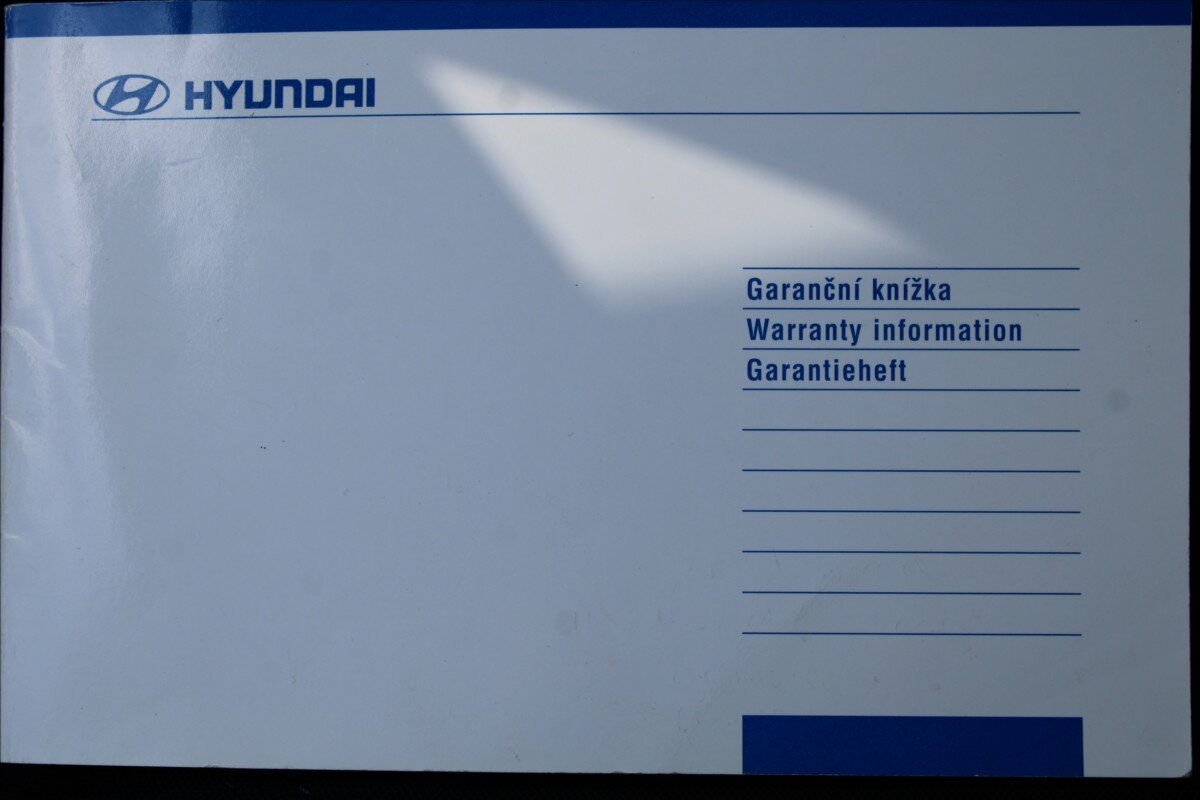 HYUNDAI
Garanční knížka
Warranty information
Garantieheft